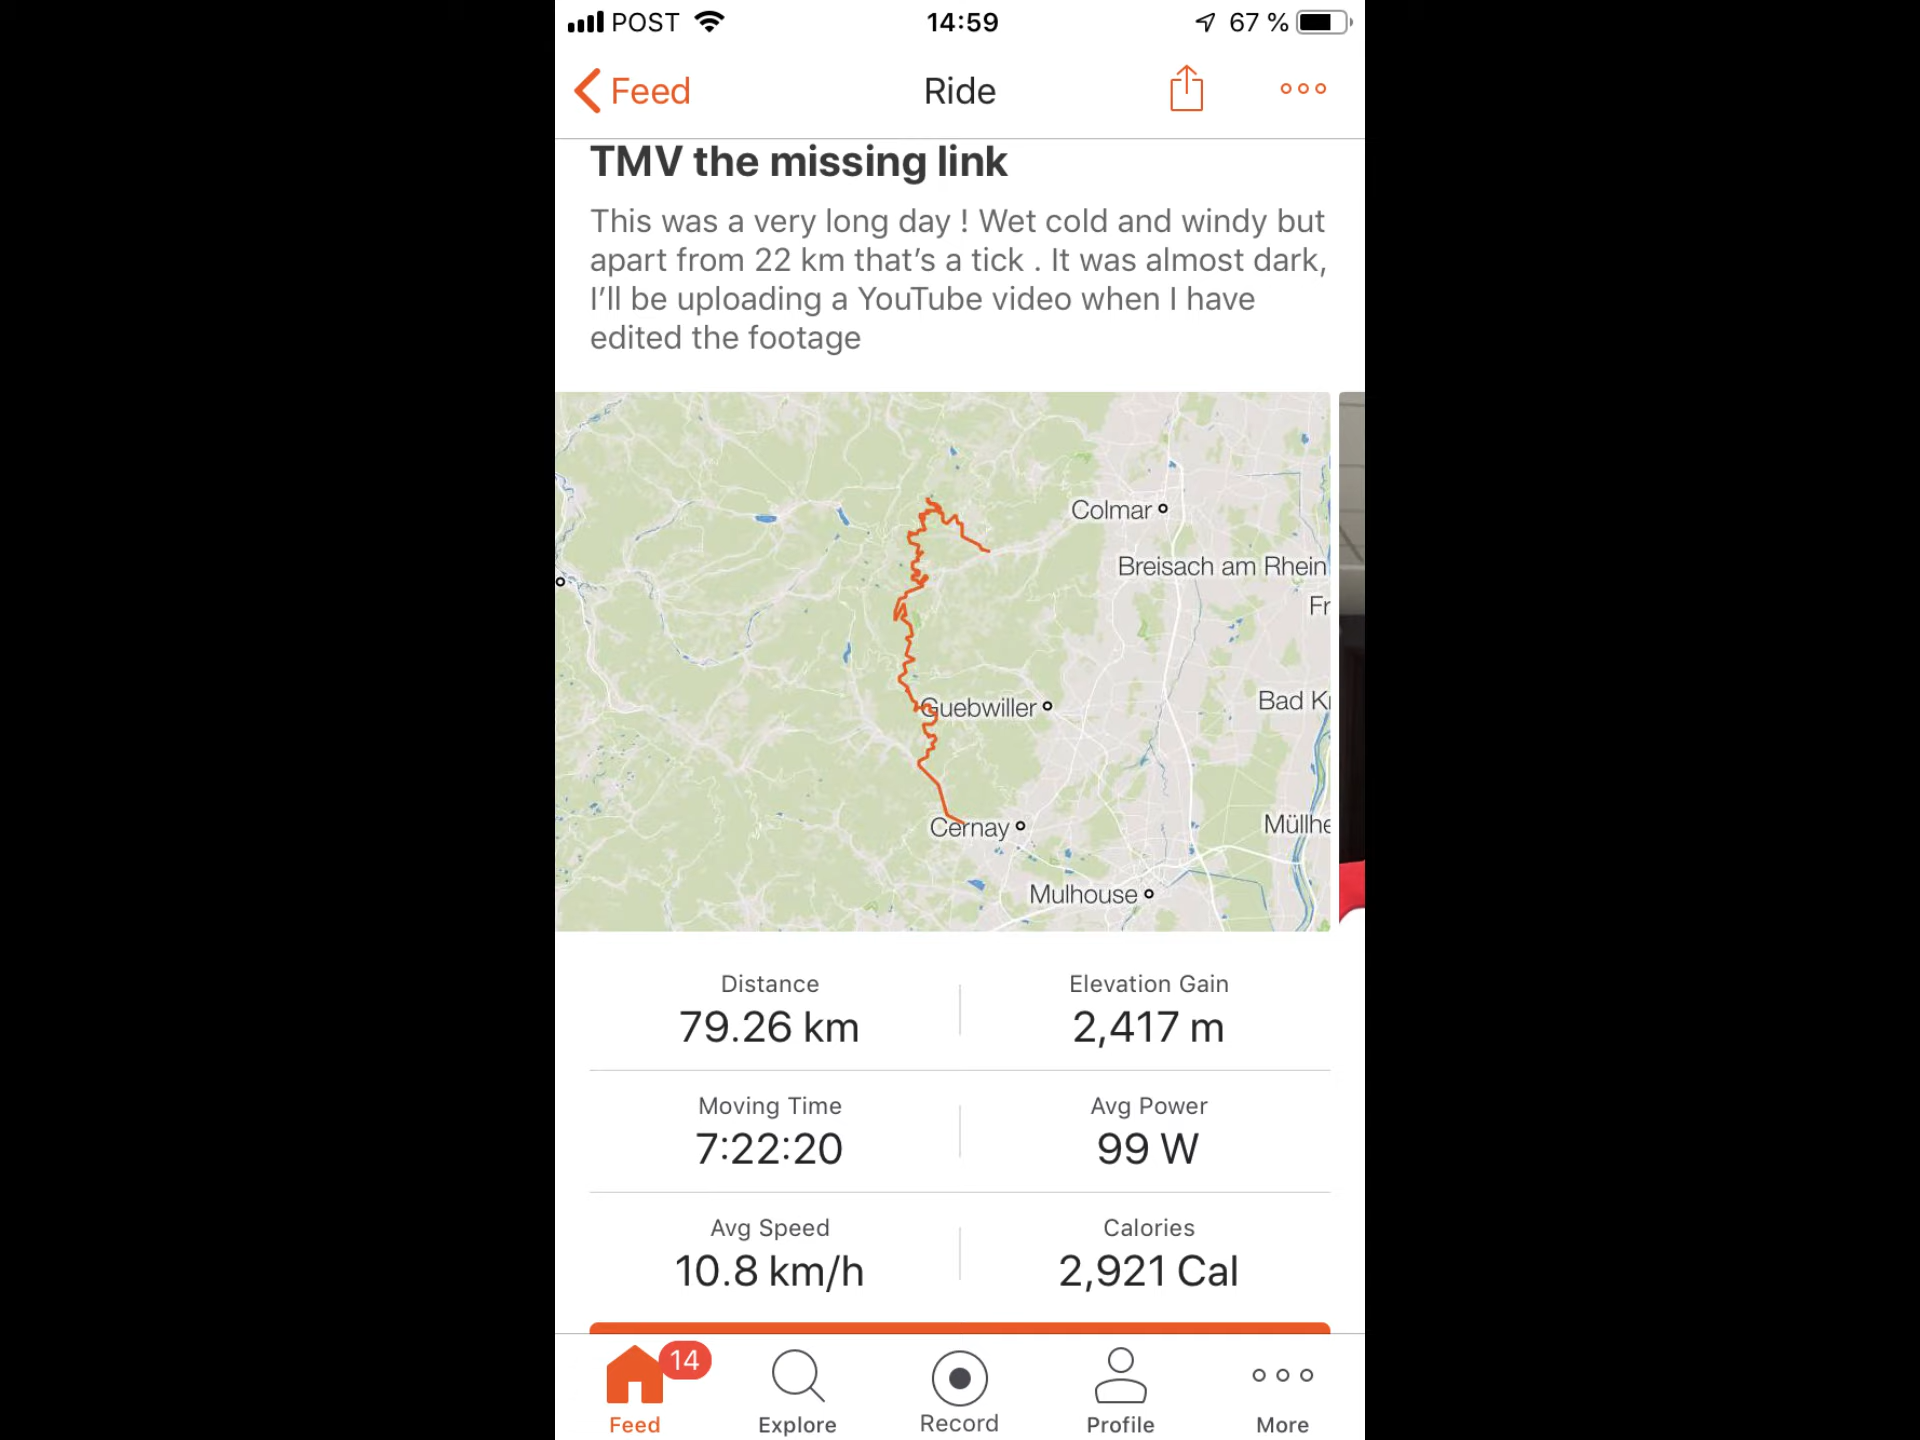 POST 14:59 67 %
Feed Ride
TMV the missing link
This was a very long day ! Wet cold and windy but
apart from 22 km that’s a tick . It was almost dark,
I’ll be uploading a YouTube video when I have
edited the footage
Colmar
Breisach am Rhein
Fr
Guebwiller
Bad K
Cernay
Müllhe
Mulhouse
Distance Elevation Gain
79.26 km 2,417 m
Moving Time Avg Power
7:22:20 99 W
Avg Speed Calories
10.8 km/h 2,921 Cal
14
Feed Explore Record Profile More